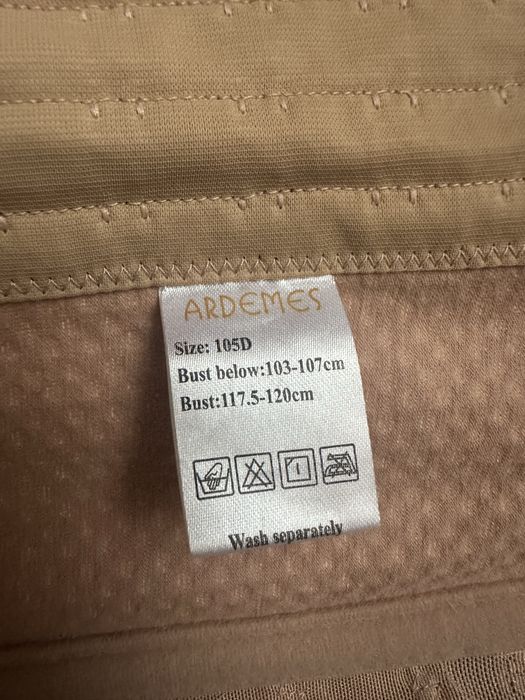 ARDEMES
Size: 105D
Bust below:103-107cm
Bust:117.5-120cm
Wash separately